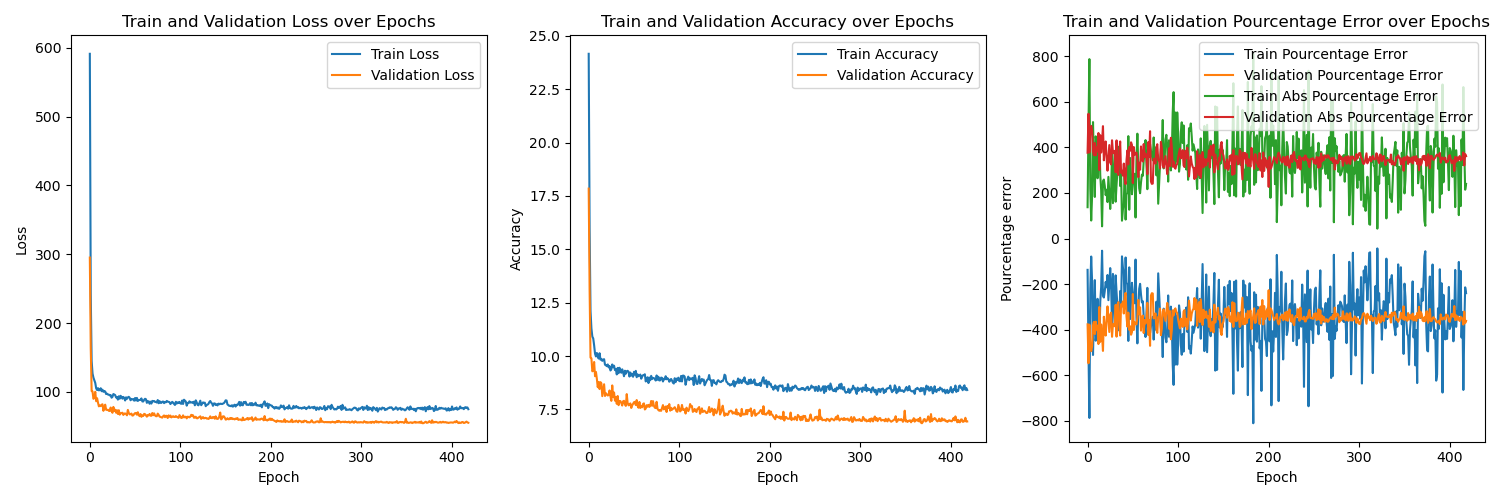 Train and Validation Loss over Epochs
Train Loss
Validation Loss
600
500
400
300
200
100
Loss
0
100
200
300
400
Epoch
Train and Validation Accuracy over Epochs
Train Accuracy
Validation Accuracy
25.0
22.5
20.0
17.5
15.0
12.5
10.0
7.5
Accuracy
0
100
200
300
400
Epoch
Train and Validation Pourcentage Error over Epochs
Train Pourcentage Error
Validation Pourcentage Error
Train Abs Pourcentage Error
Validation Abs Pourcentage Error
800
600
400
200
0
−200
−400
−600
−800
Pourcentage error
0
100
200
300
400
Epoch